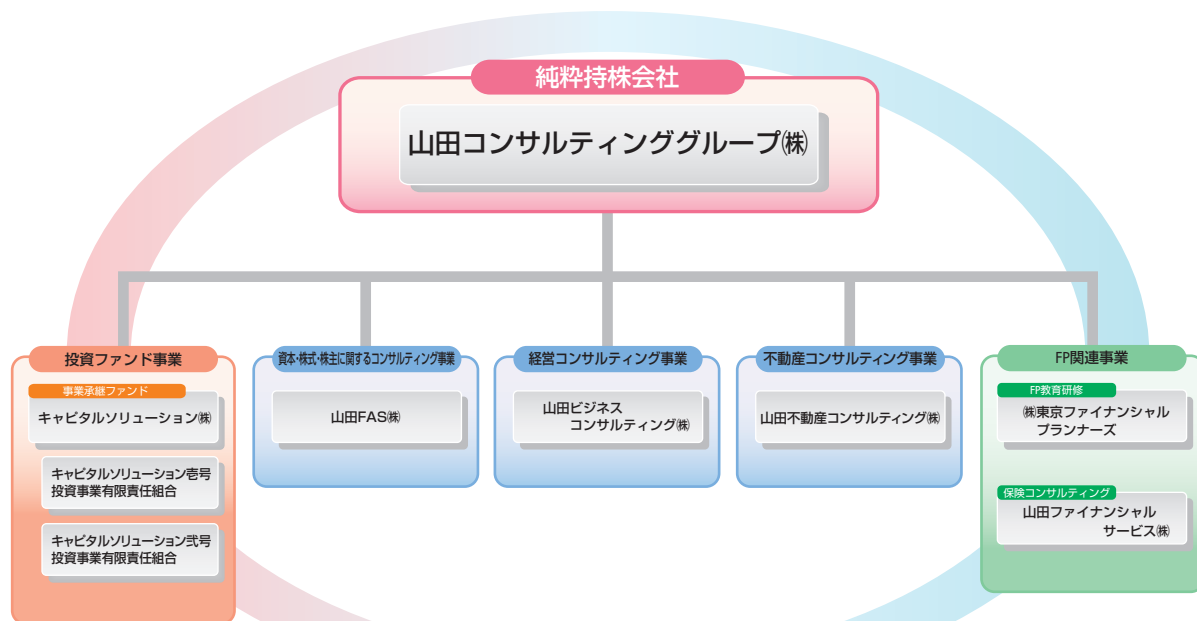 純粋持株会社
山田コンサルティンググループ㈱
投資ファンド事業
事業承継ファンド
キャピタルソリューション㈱
キャピタルソリューション壱号
投資事業有限責任組合
キャピタルソリューション弐号
投資事業有限責任組合
資本・株式・株主に関するコンサルティング事業
山田FAS㈱
経営コンサルティング事業
山田ビジネス
コンサルティング㈱
不動産コンサルティング事業
山田不動産コンサルティング㈱
FP関連事業
FP教育研修
㈱東京ファイナンシャル
プランナーズ
保険コンサルティング
山田ファイナンシャル
サービス㈱